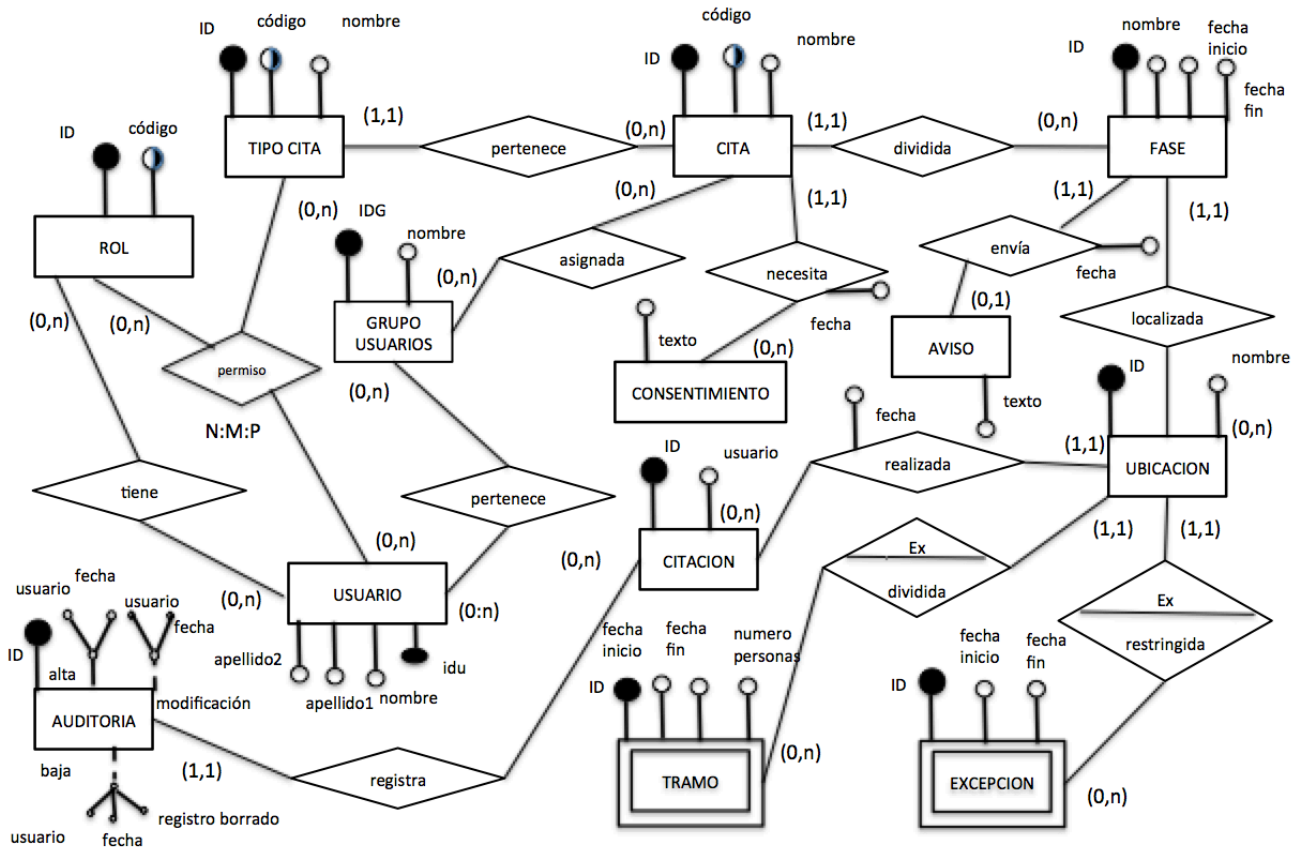 ID
código
nombre
TIPO CITA
(1,1)
pertenece
(0,n)
ID
código
nombre
CITA
(1,1)
dividida
(0,n)
ID
nombre
fecha
inicio
fecha
fin
FASE
ID
código
ROL
(0,n)
(0,n)
(0,n)
permiso
N:M:P
IDG
nombre
GRUPO
USUARIOS
(0,n)
(0,n)
asignada
(0,n)
(1,1)
necesita
fecha
(0,n)
texto
CONSENTIMIENTO
(1,1)
envía
fecha
(0,1)
AVISO
texto
(1,1)
localizada
ID
nombre
(0,n)
(1,1)
UBICACION
fecha
realizada
tiene
pertenece
ID
usuario
(0,n)
CITACION
(0,n)
(1,1)
(1,1)
Ex
dividida
Ex
restringida
(0,n)
(0,n)
USUARIO
(0:n)
apellido2
apellido1
nombre
idu
usuario
fecha
usuario
fecha
ID
alta
modificación
AUDITORIA
baja
usuario
fecha
registro borrado
(1,1)
registra
fecha
inicio
fecha
fin
numero
personas
ID
TRAMO
(0,n)
ID
fecha
inicio
fecha
fin
EXCEPCION
(0,n)